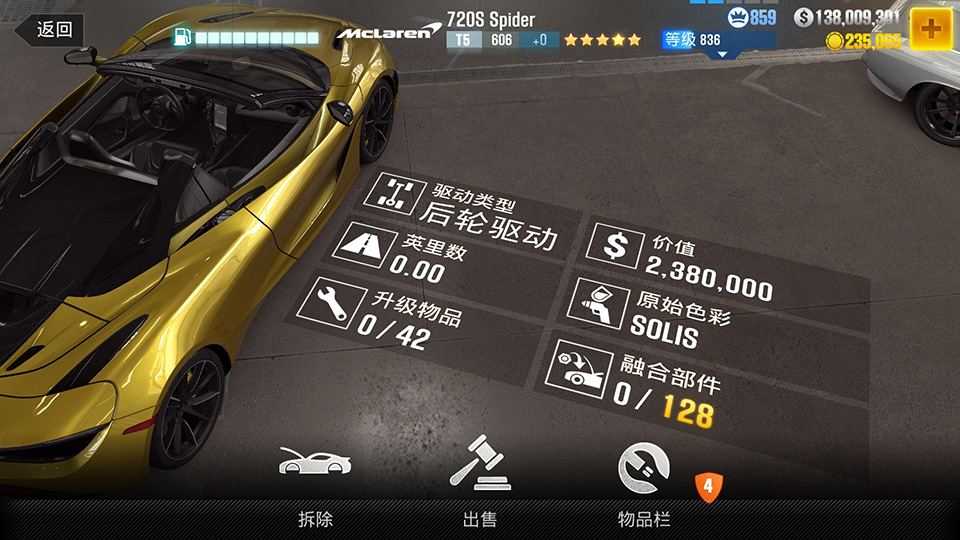 返回
McLaren
720S Spider
T5 606 +0
等级 836
859
138,009,301
235,055
驱动类型
后轮驱动
英里数
0.00
升级物品
0/42
价值
2,380,000
原始色彩
SOLIS
融合部件
0/128
拆除
出售
物品栏
4